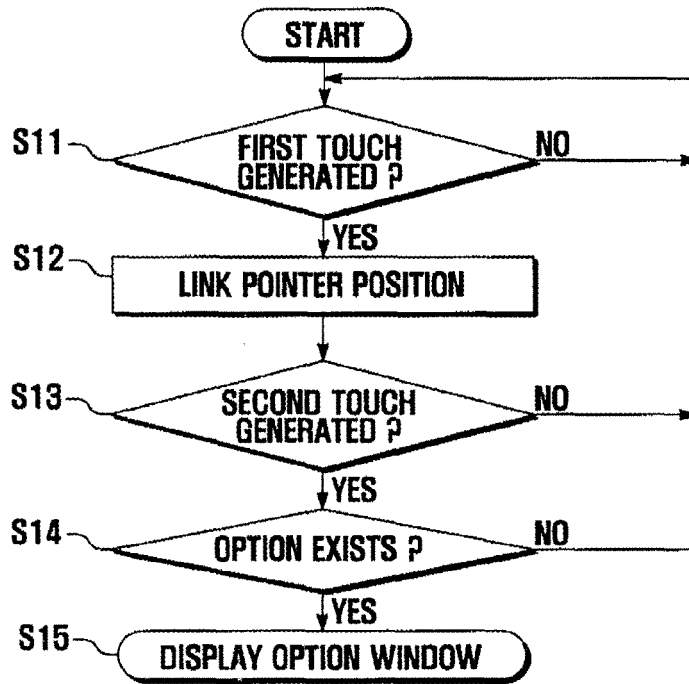 START
S11
FIRST TOUCH
GENERATED ?
NO
YES
S12
LINK POINTER POSITION
S13
SECOND TOUCH
GENERATED ?
NO
YES
S14
OPTION EXISTS ?
NO
YES
S15
DISPLAY OPTION WINDOW